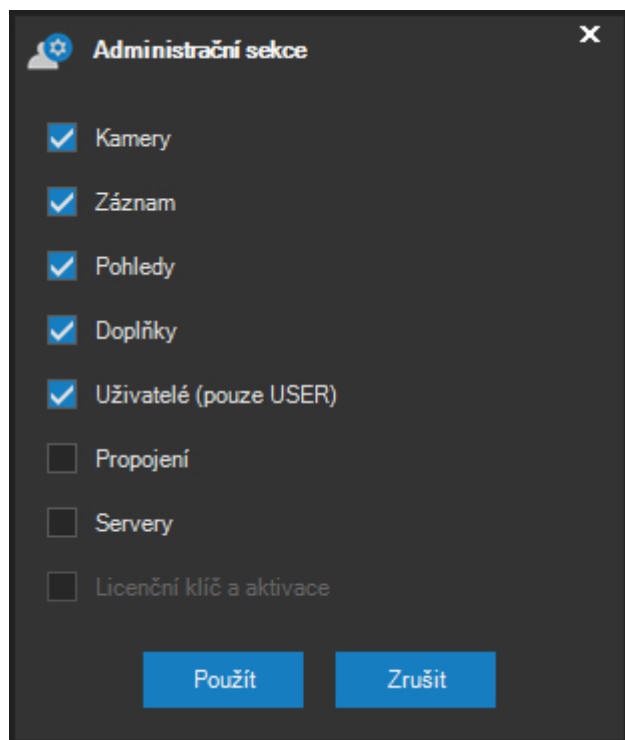 Administrační sekce
Kamery
Záznam
Pohledy
Doplňky
Uživatelé (pouze USER)
Propojení
Servery
Licenční klíč a aktivace
Použít
Zrušit